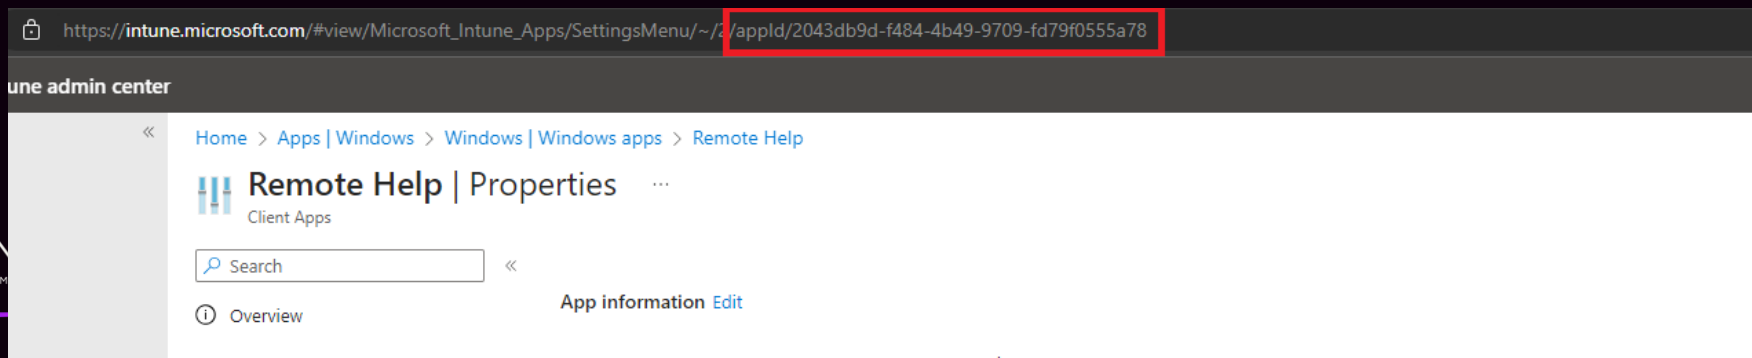 https://intune.microsoft.com/#view/Microsoft_Intune_Apps/SettingsMenu/~/2/appId/2043db9d-f484-4b49-9709-fd79f0555a78
une admin center
«
Home > Apps | Windows > Windows | Windows apps > Remote Help
Remote Help | Properties ...
Client Apps
Search «
App information Edit
Overview